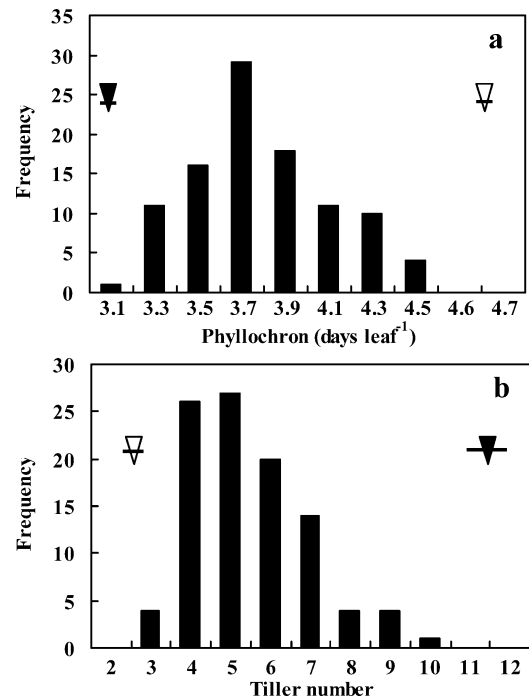 35
a
30
25
20
15
10
5
0
Frequency
3.1 3.3 3.5 3.7 3.9 4.1 4.3 4.5 4.6 4.7
Phyllochron (days leaf⁻¹)
30
b
25
20
15
10
5
0
Frequency
2 3 4 5 6 7 8 9 10 11 12
Tiller number